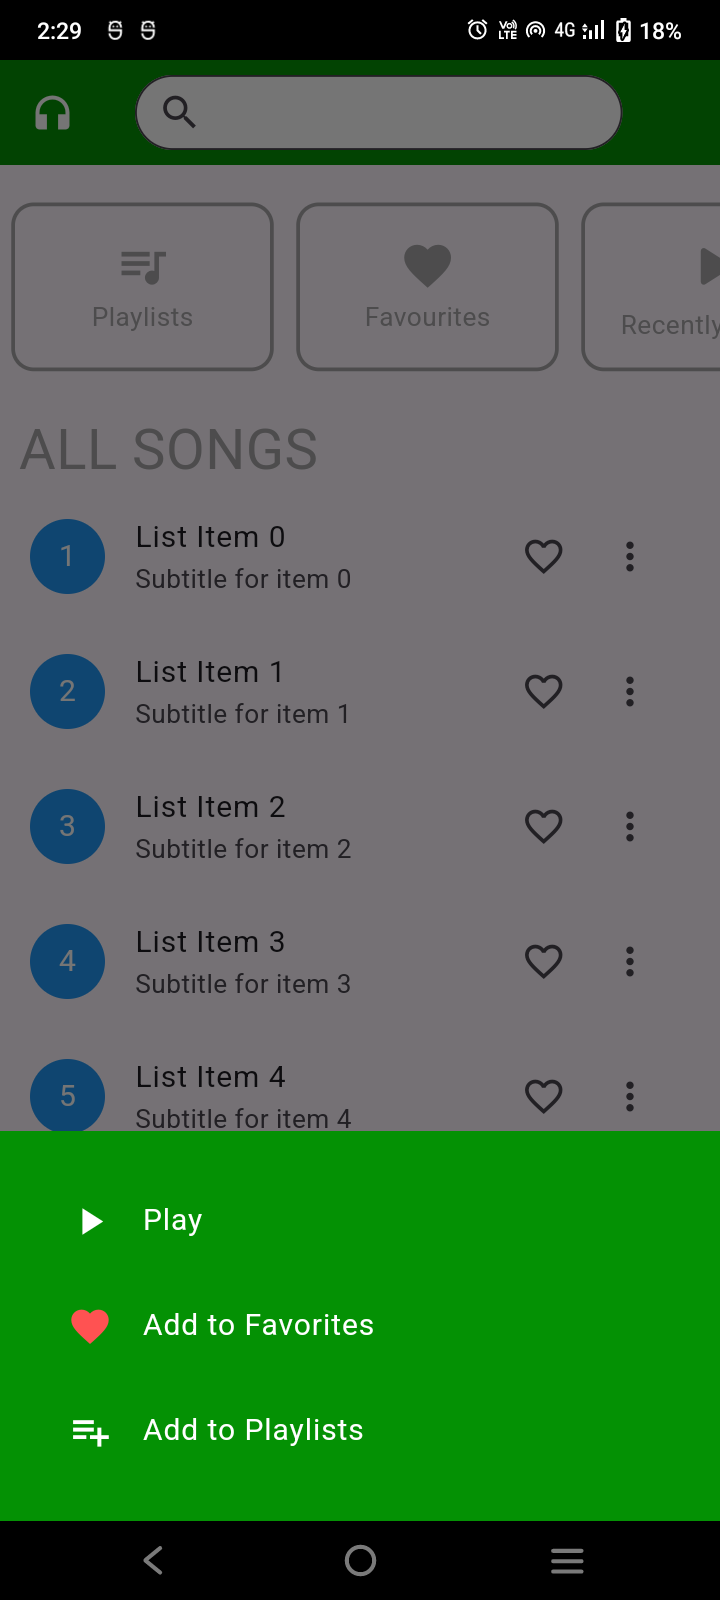 2:29
VoD LTE 4G 18%
Playlists
Favourites
Recently
ALL SONGS
1
List Item 0
Subtitle for item 0
2
List Item 1
Subtitle for item 1
3
List Item 2
Subtitle for item 2
4
List Item 3
Subtitle for item 3
5
List Item 4
Subtitle for item 4
Play
Add to Favorites
Add to Playlists